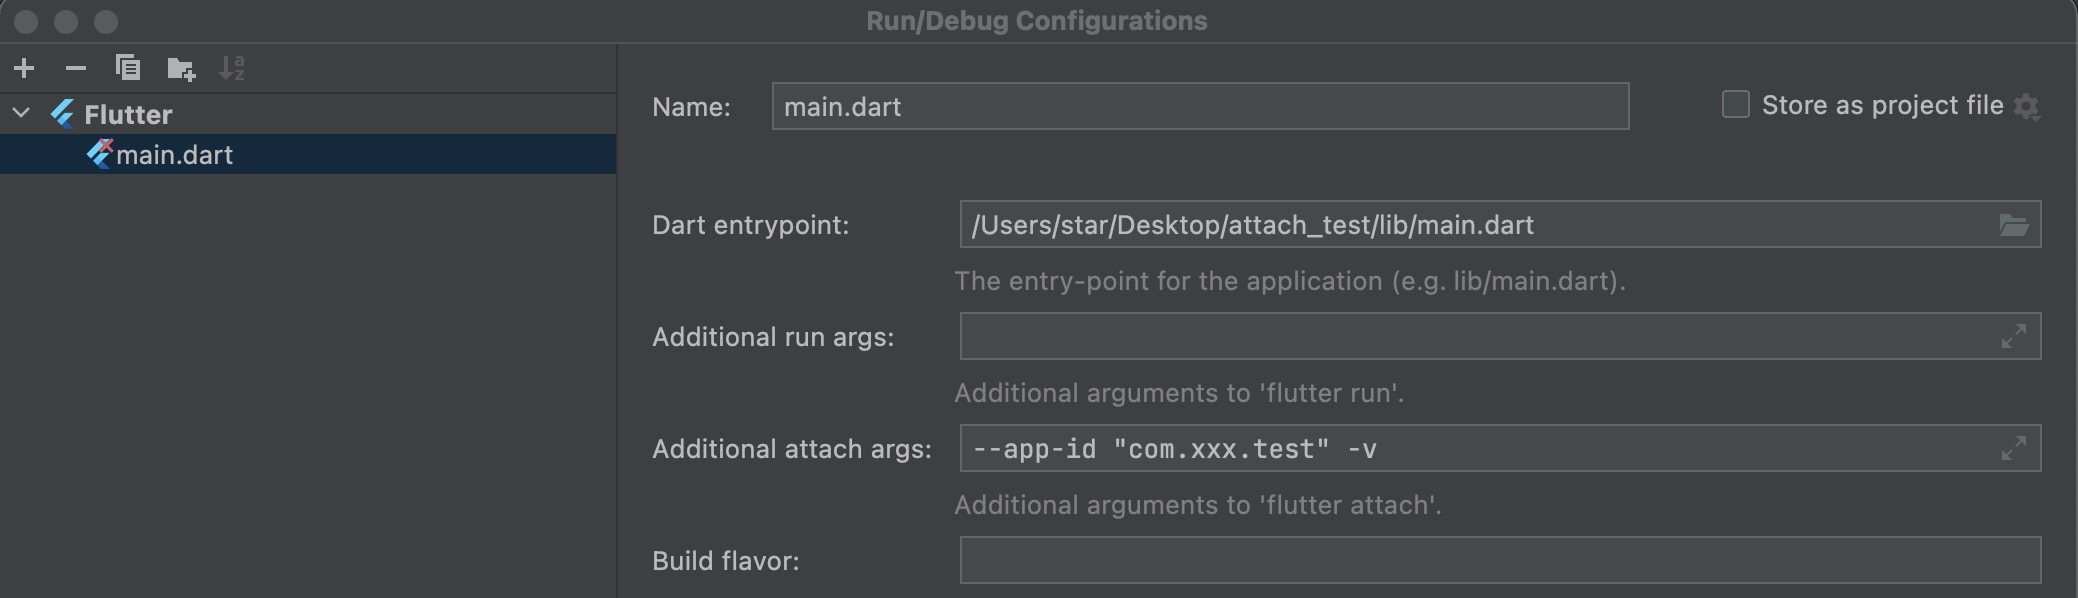 Run/Debug Configurations
Flutter
main.dart
Name: main.dart
Store as project file
Dart entrypoint: /Users/star/Desktop/attach_test/lib/main.dart
The entry-point for the application (e.g. lib/main.dart).
Additional run args:
Additional arguments to 'flutter run'.
Additional attach args: --app-id "com.xxx.test" -v
Additional arguments to 'flutter attach'.
Build flavor: